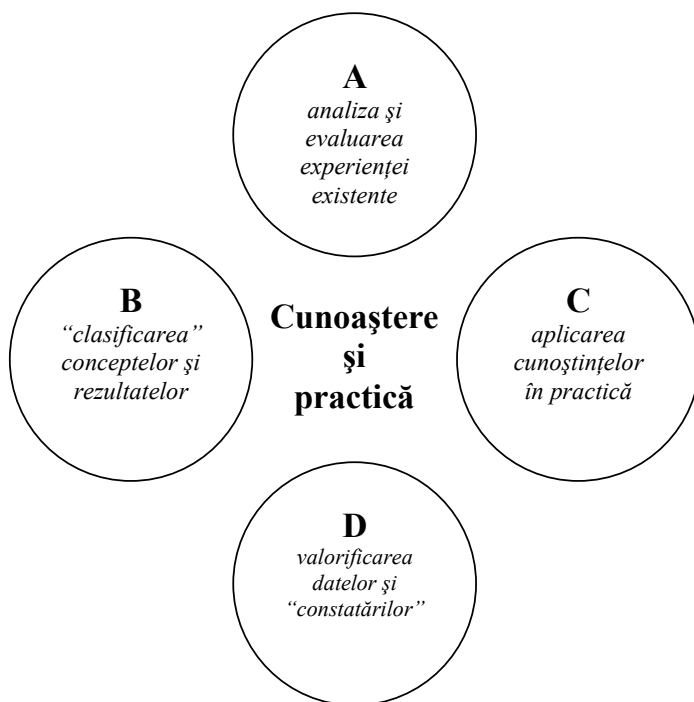 A
analiza şi
evaluarea
experienţei
existente
B
“clasificarea”
conceptelor şi
rezultatelor
Cunoaştere
şi
practică
C
aplicarea
cunoştinţelor
în practică
D
valorificarea
datelor şi
“constatărilor”